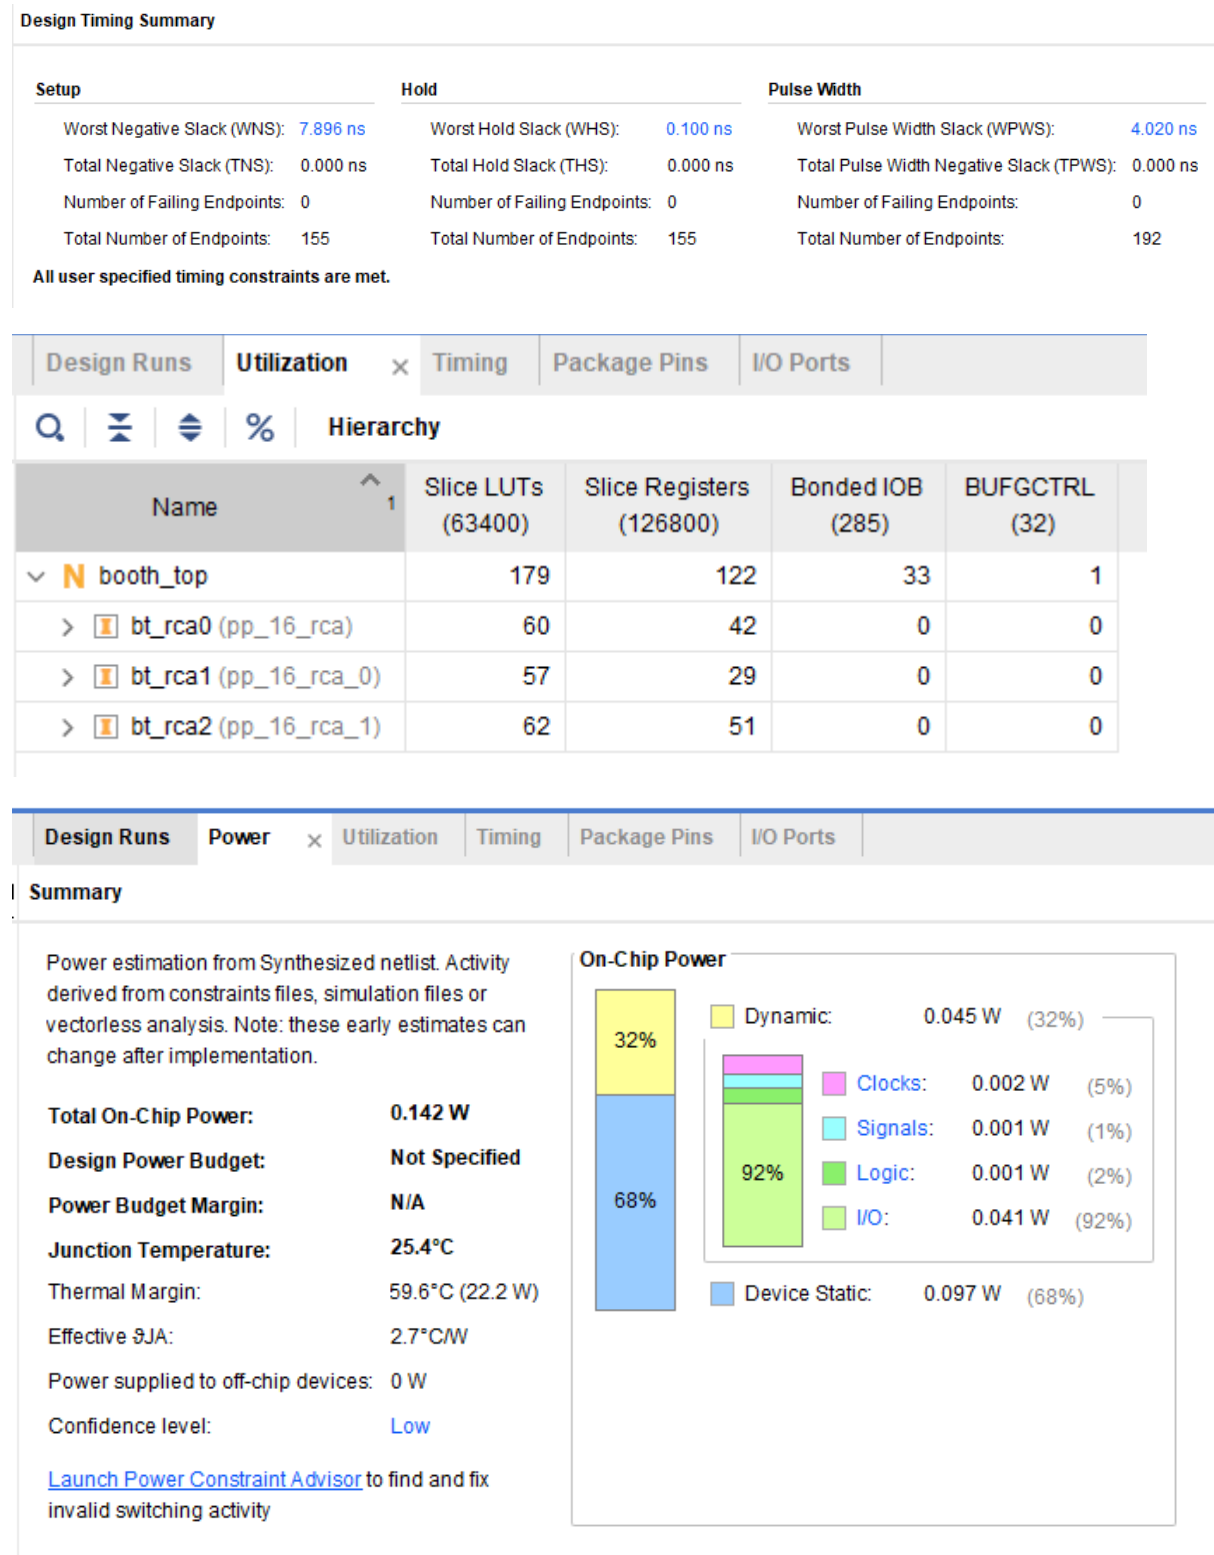 Design Timing Summary
Setup
Hold
Pulse Width
Worst Negative Slack (WNS): 7.896 ns
Worst Hold Slack (WHS): 0.100 ns
Worst Pulse Width Slack (WPWS): 4.020 ns
Total Negative Slack (TNS): 0.000 ns
Total Hold Slack (THS): 0.000 ns
Total Pulse Width Negative Slack (TPWS): 0.000 ns
Number of Failing Endpoints: 0
Number of Failing Endpoints: 0
Number of Failing Endpoints: 0
Total Number of Endpoints: 155
Total Number of Endpoints: 155
Total Number of Endpoints: 192
All user specified timing constraints are met.
Design Runs Utilization × Timing Package Pins I/O Ports
% Hierarchy
Name 1 Slice LUTs (63400) Slice Registers (126800) Bonded IOB (285) BUFGCTRL (32)
N booth_top 179 122 33 1
I bt_rca0 (pp_16_rca) 60 42 0 0
I bt_rca1 (pp_16_rca_0) 57 29 0 0
I bt_rca2 (pp_16_rca_1) 62 51 0 0
Design Runs Power × Utilization Timing Package Pins I/O Ports
Summary
Power estimation from Synthesized netlist. Activity
derived from constraints files, simulation files or
vectorless analysis. Note: these early estimates can
change after implementation.
Total On-Chip Power: 0.142 W
Design Power Budget: Not Specified
Power Budget Margin: N/A
Junction Temperature: 25.4°C
Thermal Margin: 59.6°C (22.2 W)
Effective ϑJA: 2.7°C/W
Power supplied to off-chip devices: 0 W
Confidence level: Low
Launch Power Constraint Advisor to find and fix
invalid switching activity
On-Chip Power
32%
68%
Dynamic: 0.045 W (32%)
92%
Clocks: 0.002 W (5%)
Signals: 0.001 W (1%)
Logic: 0.001 W (2%)
I/O: 0.041 W (92%)
Device Static: 0.097 W (68%)